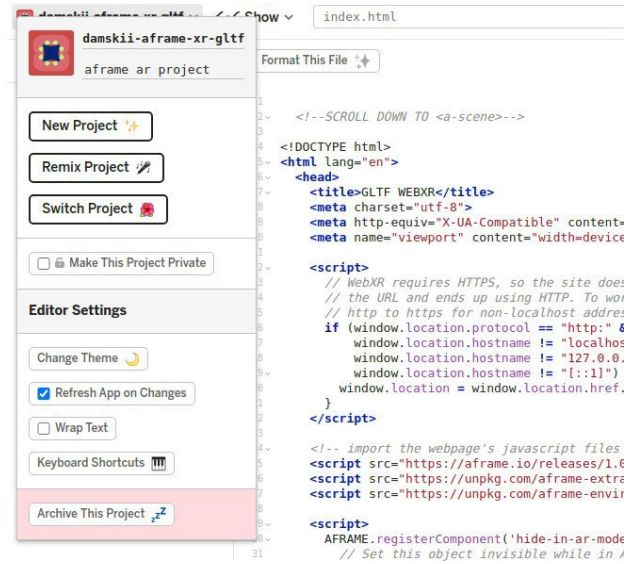 Show
index.html
damskii-aframe-xr-gltf
aframe ar project
New Project
Remix Project
Switch Project
Make This Project Private
Editor Settings
Change Theme
Refresh App on Changes
Wrap Text
Keyboard Shortcuts
Archive This Project
Format This File
<!--SCROLL DOWN TO <a-scene>-->
<!DOCTYPE html>
<html lang="en">
<head>
<title>GLTF WEBXR</title>
<meta charset="utf-8">
<meta http-equiv="X-UA-Compatible" content=
<meta name="viewport" content="width=device
<script>
// WebXR requires HTTPS, so the site does
// the URL and ends up using HTTP. To wor
// http to https for non-localhost addres
if (window.location.protocol == "http:" &
window.location.hostname != "localhos
window.location.hostname != "127.0.0.
window.location.hostname != "[::1]")
window.location = window.location.href.
}
</script>
<!-- import the webpage's javascript files
<script src="https://aframe.io/releases/1.0
<script src="https://unpkg.com/aframe-extra
<script src="https://unpkg.com/aframe-envir
<script>
AFRAME.registerComponent('hide-in-ar-mode
31 // Set this object invisible while in A